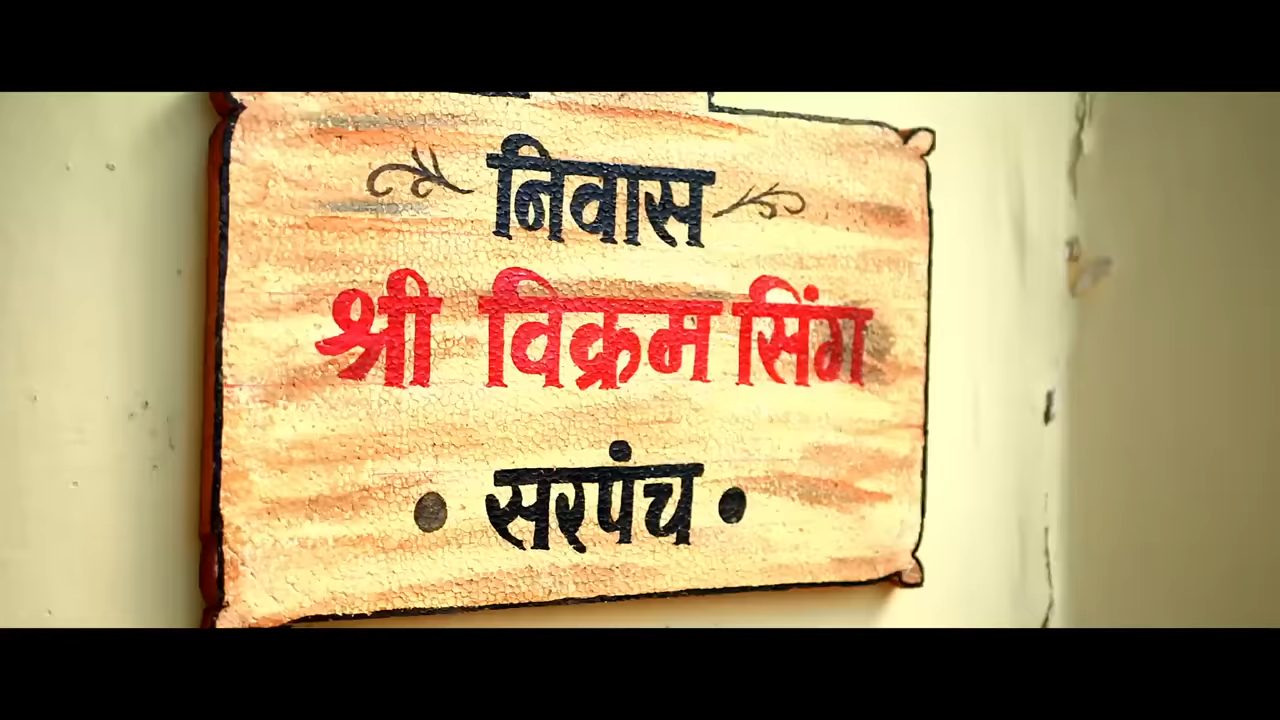 निवास
श्री विक्रम सिंग
• सरपंच •